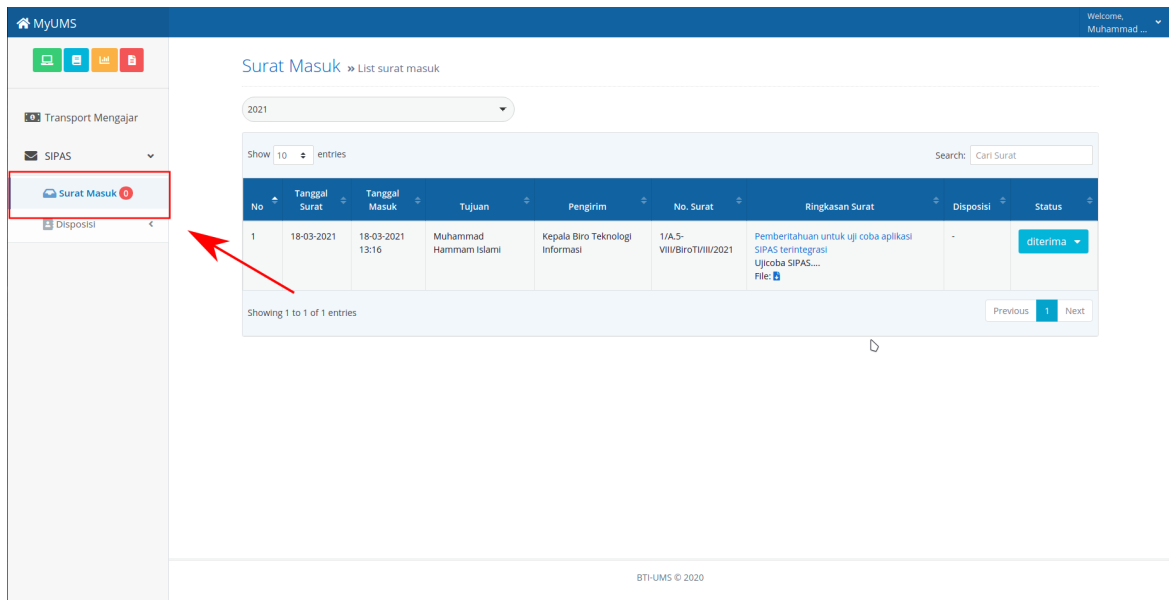 MyUMS
Welcome,
Muhammad ...
Transport Mengajar
SIPAS
Surat Masuk 0
Disposisi
Surat Masuk » List surat masuk
2021
Show 10 entries
Search: Cari Surat
No
Tanggal
Surat
Tanggal
Masuk
Tujuan
Pengirim
No. Surat
Ringkasan Surat
Disposisi
Status
1
18-03-2021
18-03-2021
13:16
Muhammad
Hammam Islami
Kepala Biro Teknologi
Informasi
1/A.5-
VIII/BiroTI/III/2021
Pemberitahuan untuk uji coba aplikasi
SIPAS terintegrasi
Ujicoba SIPAS....
File:
-
diterima
Showing 1 to 1 of 1 entries
Previous 1 Next
BTI-UMS © 2020